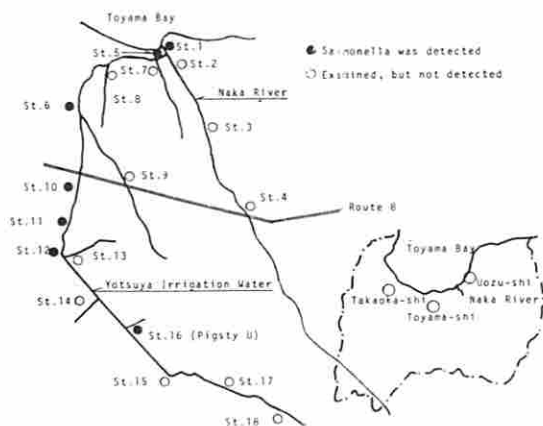 Toyama Bay
St.1
St.5
St.2
St.7
St.8
St.6
Naka River
St.3
St.9
St.10
St.4
St.11
Route 8
St.12
St.13
Yotsuya Irrigation Water
St.14
St.16 (Pigsty U)
St.15
St.17
St.18
Salmonella was detected
Examined, but not detected
Toyama Bay
Uozu-shi
Takaoka-shi
Naka River
Toyama-shi